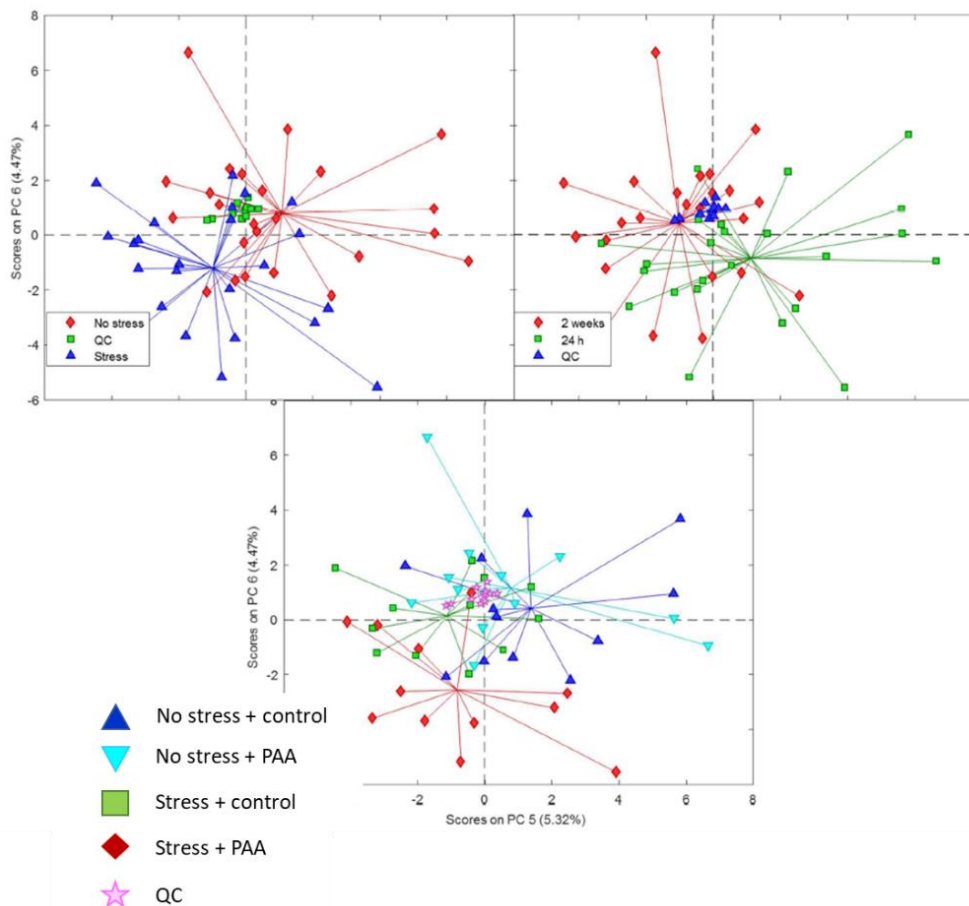 8
6
4
2
0
-2
-4
-6
Scores on PC 6 (4.47%)
No stress
QC
Stress
2 weeks
24 h
QC
8
6
4
2
0
-2
Scores on PC 6 (4.47%)
-2
0
2
4
6
8
Scores on PC 5 (5.32%)
No stress + control
No stress + PAA
Stress + control
Stress + PAA
QC